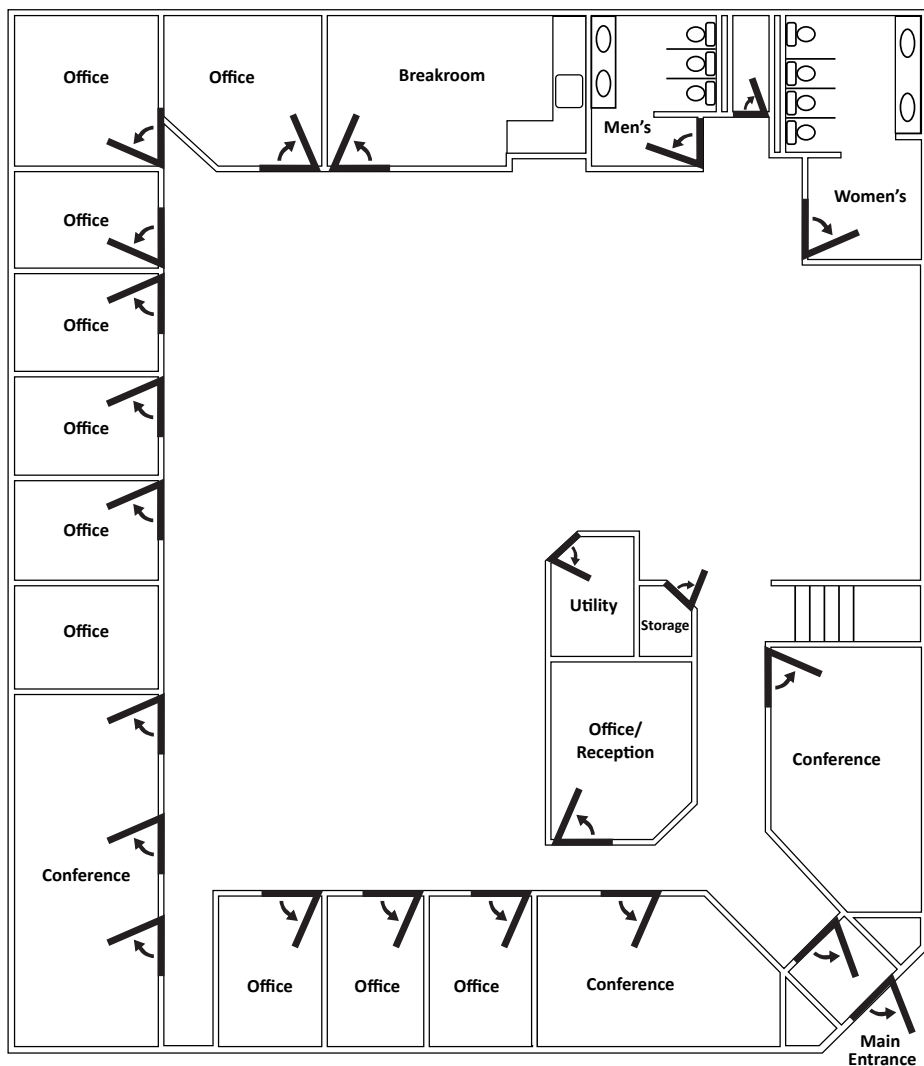 Office
Office
Breakroom
Men's
Women's
Office
Office
Office
Office
Office
Utility
Storage
Office/
Reception
Conference
Conference
Office
Office
Office
Conference
Main
Entrance